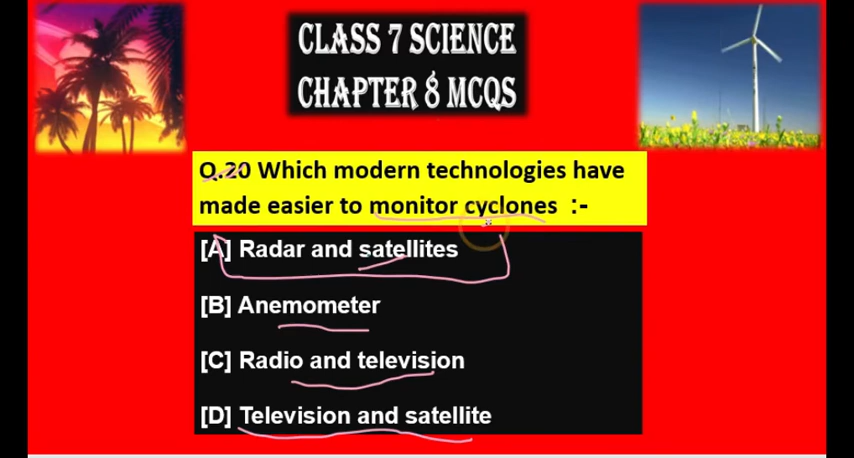 CLASS 7 SCIENCE
CHAPTER 8 MCQS
Q.20 Which modern technologies have
made easier to monitor cyclones :-
[A] Radar and satellites
[B] Anemometer
[C] Radio and television
[D] Television and satellite